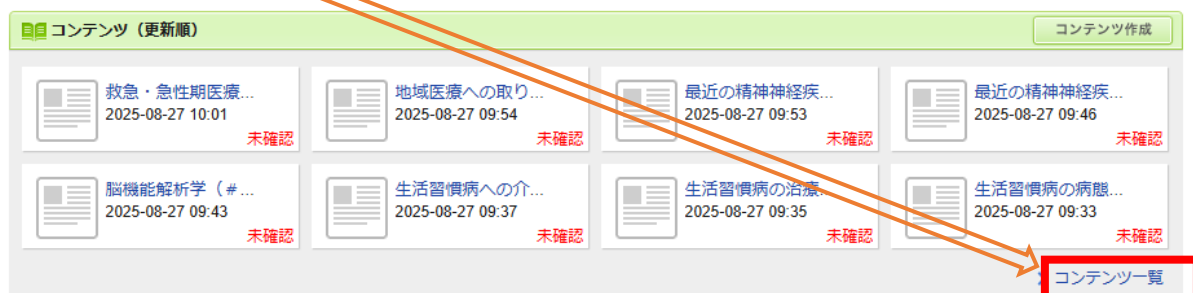 コンテンツ（更新順）
コンテンツ作成
救急・急性期医療...
2025-08-27 10:01
未確認
地域医療への取り...
2025-08-27 09:54
未確認
最近の精神神経疾...
2025-08-27 09:53
未確認
最近の精神神経疾...
2025-08-27 09:46
未確認
脳機能解析学（＃...
2025-08-27 09:43
未確認
生活習慣病への介...
2025-08-27 09:37
未確認
生活習慣病の治療...
2025-08-27 09:35
未確認
生活習慣病の病態...
2025-08-27 09:33
未確認
コンテンツ一覧